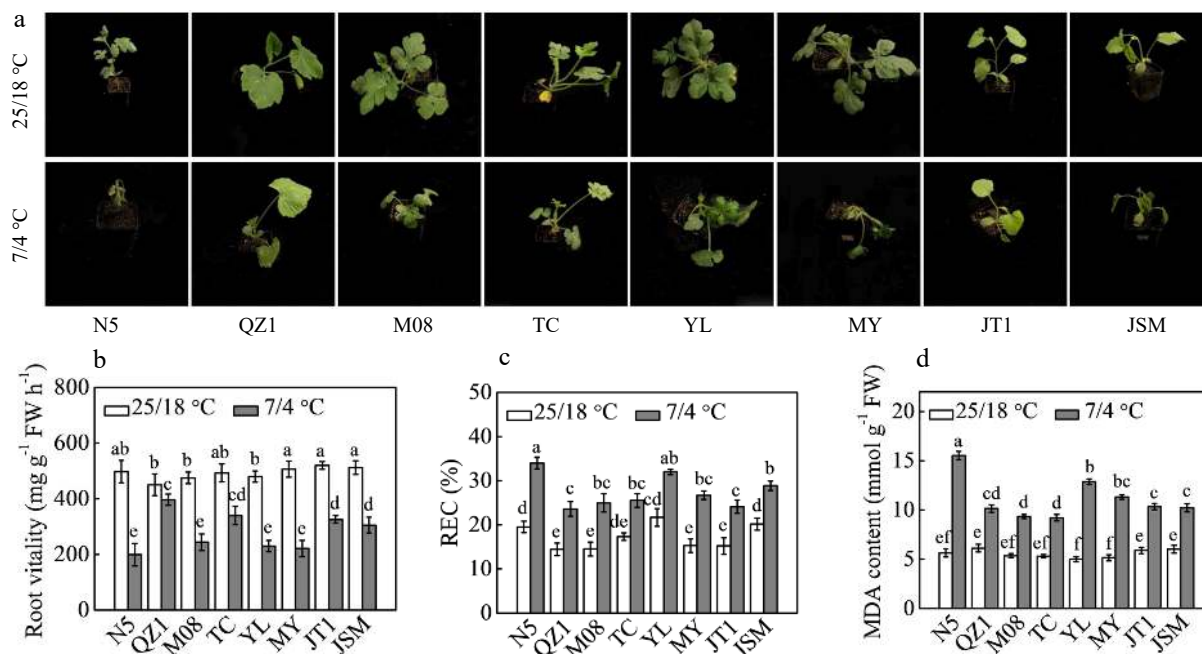 a
25/18 °C
7/4 °C
N5 QZ1 M08 TC YL MY JT1 JSM
b
Root vitality (mg g⁻¹ FW h⁻¹)
800
600
400
200
0
25/18 °C 7/4 °C
ab b b ab b a a a
e c e cd e e d d
N5 QZ1 M08 TC YL MY JT1 JSM
c
REC (%)
50
40
30
20
10
0
25/18 °C 7/4 °C
a c bc bc ab bc c b
d e e de cd e e d
N5 QZ1 M08 TC YL MY JT1 JSM
d
MDA content (mmol g⁻¹ FW)
20
15
10
5
0
25/18 °C 7/4 °C
a cd d d b bc c c
ef e ef ef f f e e
N5 QZ1 M08 TC YL MY JT1 JSM